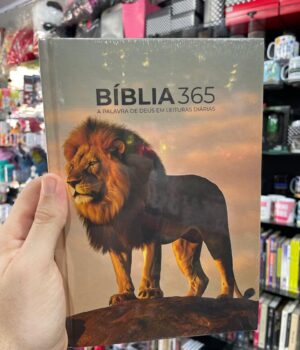 BÍBLIA 365
A PALAVRA DE DEUS EM LEITURAS DIÁRIAS